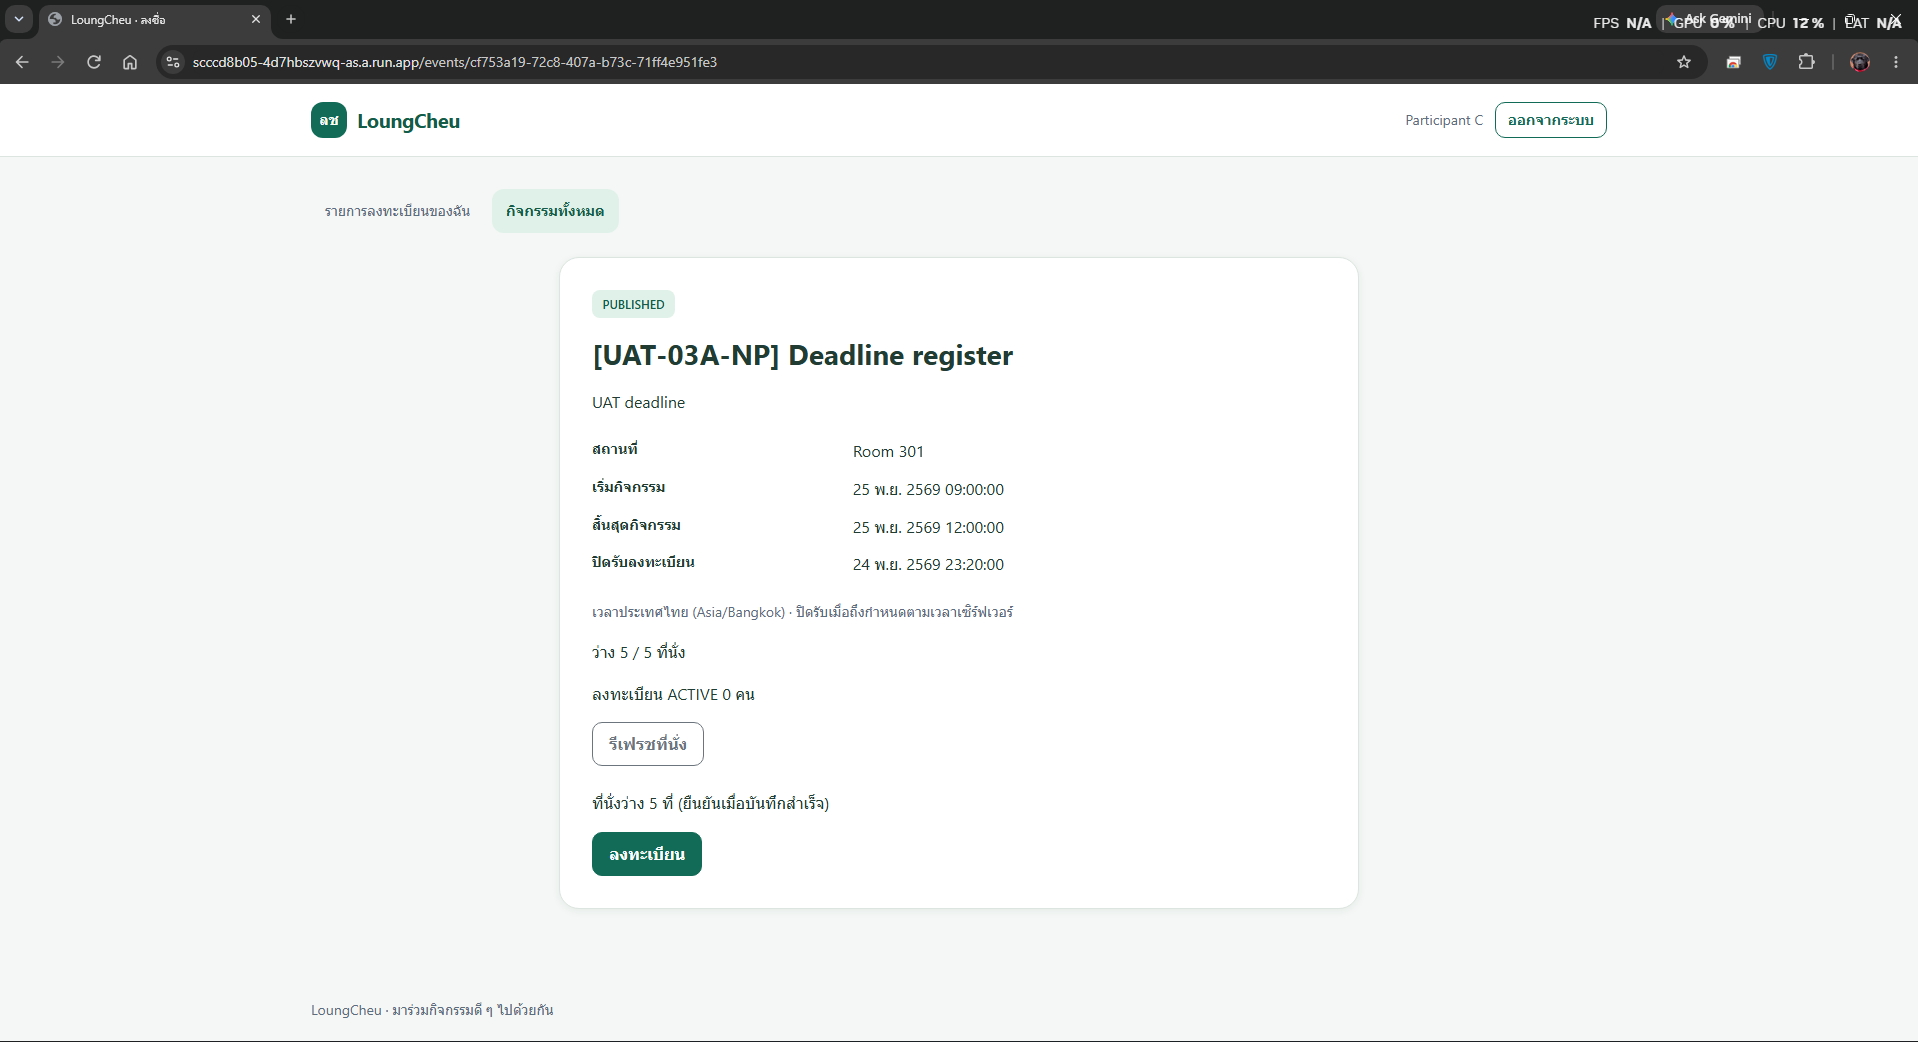 LoungCheu · ลงชื่อ
Ask Gemini
FPS N/A | GPU 0 % | CPU 12 % | LAT N/A
scccd8b05-4d7hbszvwq-as.a.run.app/events/cf753a19-72c8-407a-b73c-71ff4e951fe3
ลช LoungCheu
Participant C
ออกจากระบบ
รายการลงทะเบียนของฉัน
กิจกรรมทั้งหมด
PUBLISHED
[UAT-03A-NP] Deadline register
UAT deadline
สถานที่ Room 301
เริ่มกิจกรรม 25 พ.ย. 2569 09:00:00
สิ้นสุดกิจกรรม 25 พ.ย. 2569 12:00:00
ปิดรับลงทะเบียน 24 พ.ย. 2569 23:20:00
เวลาประเทศไทย (Asia/Bangkok) · ปิดรับเมื่อถึงกำหนดตามเวลาเซิร์ฟเวอร์
ว่าง 5 / 5 ที่นั่ง
ลงทะเบียน ACTIVE 0 คน
รีเฟรชที่นั่ง
ที่นั่งว่าง 5 ที่ (ยืนยันเมื่อบันทึกสำเร็จ)
ลงทะเบียน
LoungCheu · มาร่วมกิจกรรมดี ๆ ไปด้วยกัน